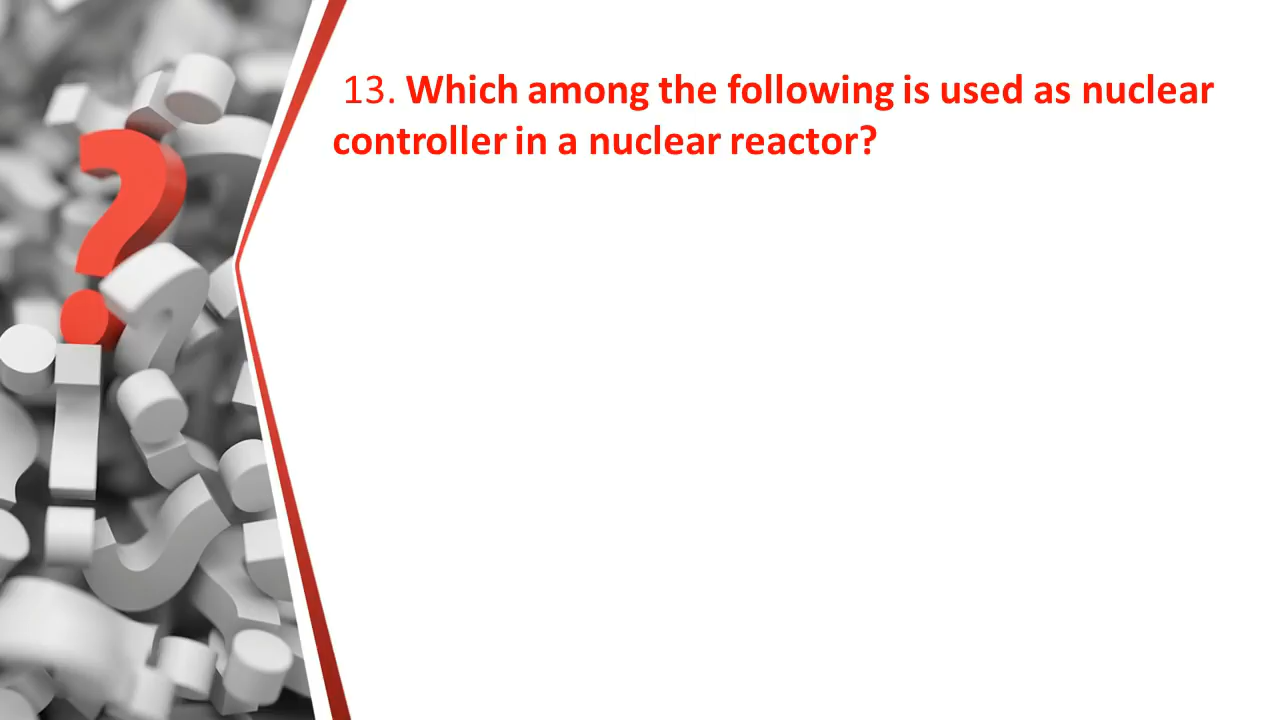 13. Which among the following is used as nuclear
controller in a nuclear reactor?